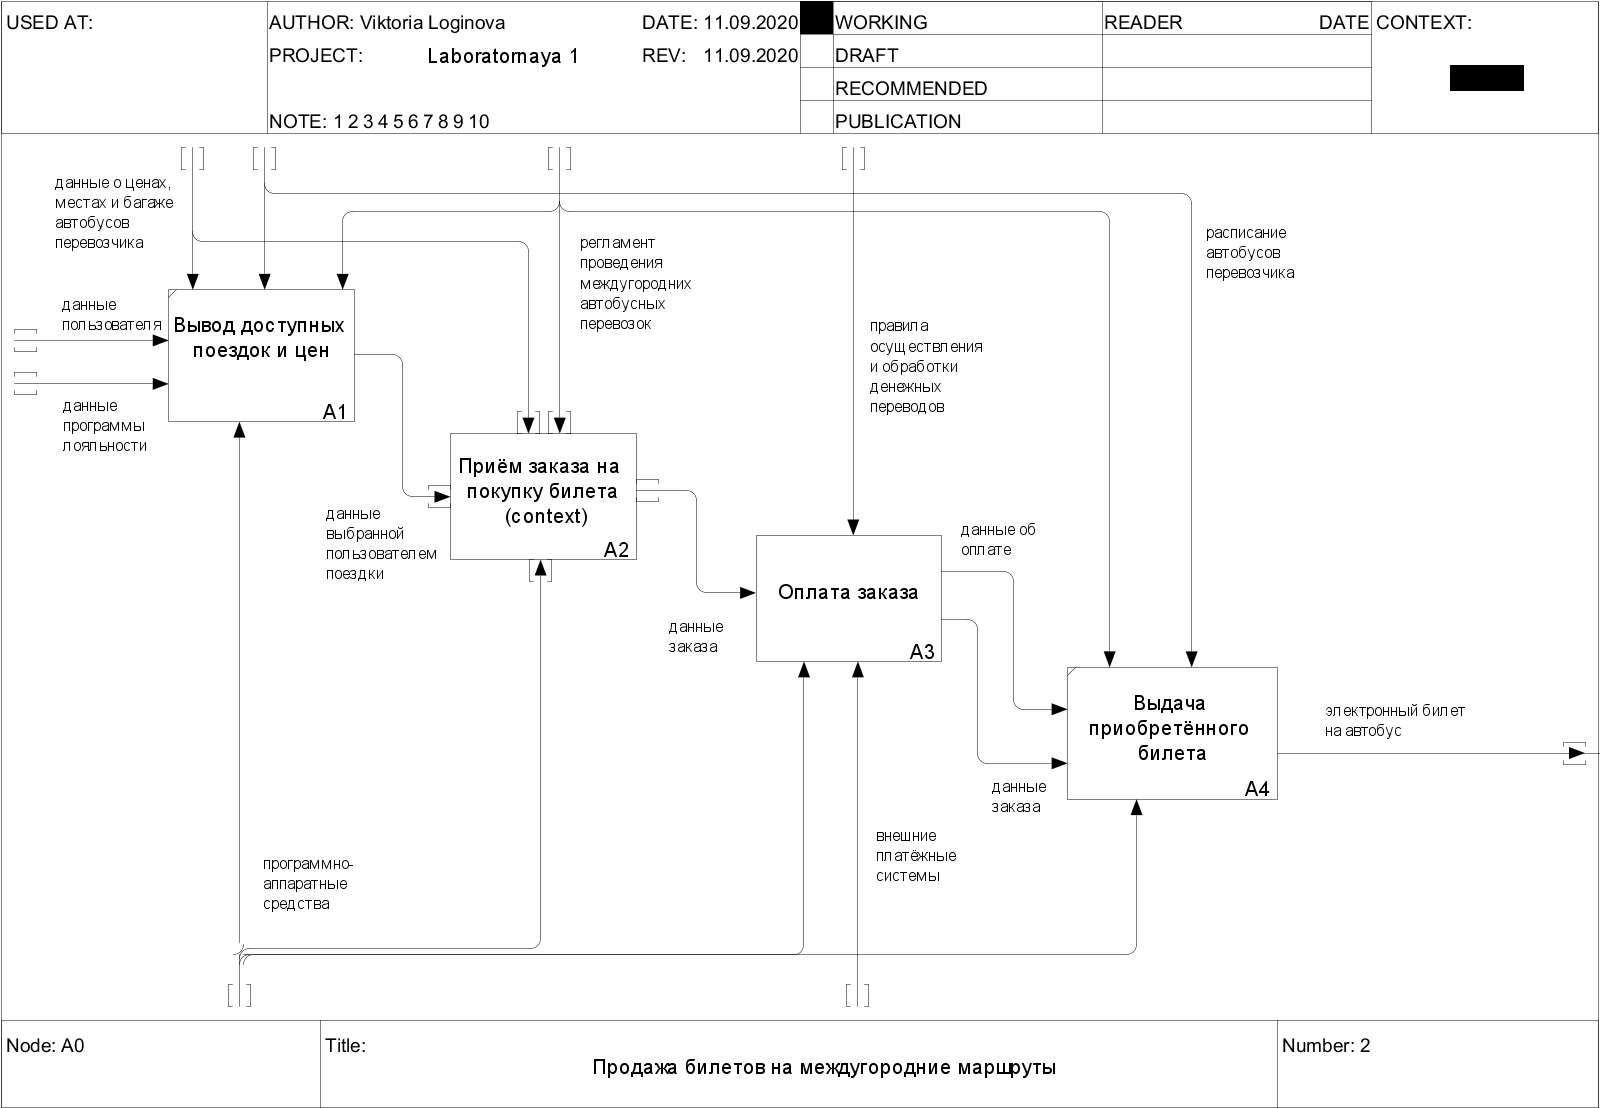 USED AT:
AUTHOR: Viktoria Loginova
DATE: 11.09.2020
WORKING
READER
DATE
CONTEXT:
PROJECT:
Laboratornaya 1
REV: 11.09.2020
DRAFT
RECOMMENDED
NOTE: 1 2 3 4 5 6 7 8 9 10
PUBLICATION
данные о ценах,
местах и багаже
автобусов
перевозчика
регламент
проведения
междугородних
автобусных
перевозок
расписание
автобусов
перевозчика
данные
пользователя
Вывод доступных
поездок и цен
A1
данные
программы
лояльности
правила
осуществления
и обработки
денежных
переводов
Приём заказа на
покупку билета
(context)
A2
данные
выбранной
пользователем
поездки
данные об
оплате
Оплата заказа
A3
данные
заказа
Выдача
приобретённого
билета
A4
электронный билет
на автобус
данные
заказа
внешние
платёжные
системы
программно-
аппаратные
средства
Node: A0
Title:
Продажа билетов на междугородние маршруты
Number: 2